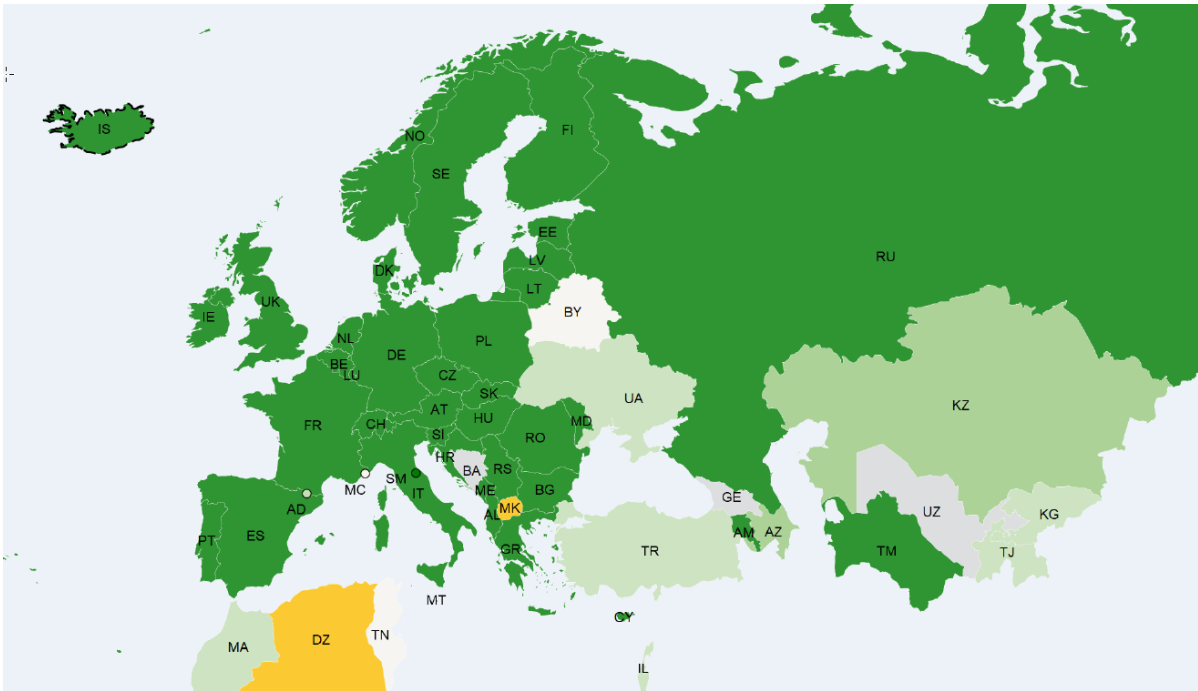 IS
NO
FI
SE
EE
RU
LV
DK
LT
UK
BY
IE
NL
PL
DE
BE
LU
CZ
SK
UA
KZ
AT
HU
FR
CH
MD
SI
RO
HR
BA
RS
SM
MC
ME
BG
IT
GE
AD
MK
AL
UZ
KG
AM
AZ
PT
ES
GR
TR
TM
TJ
MT
CY
TN
DZ
MA
IL